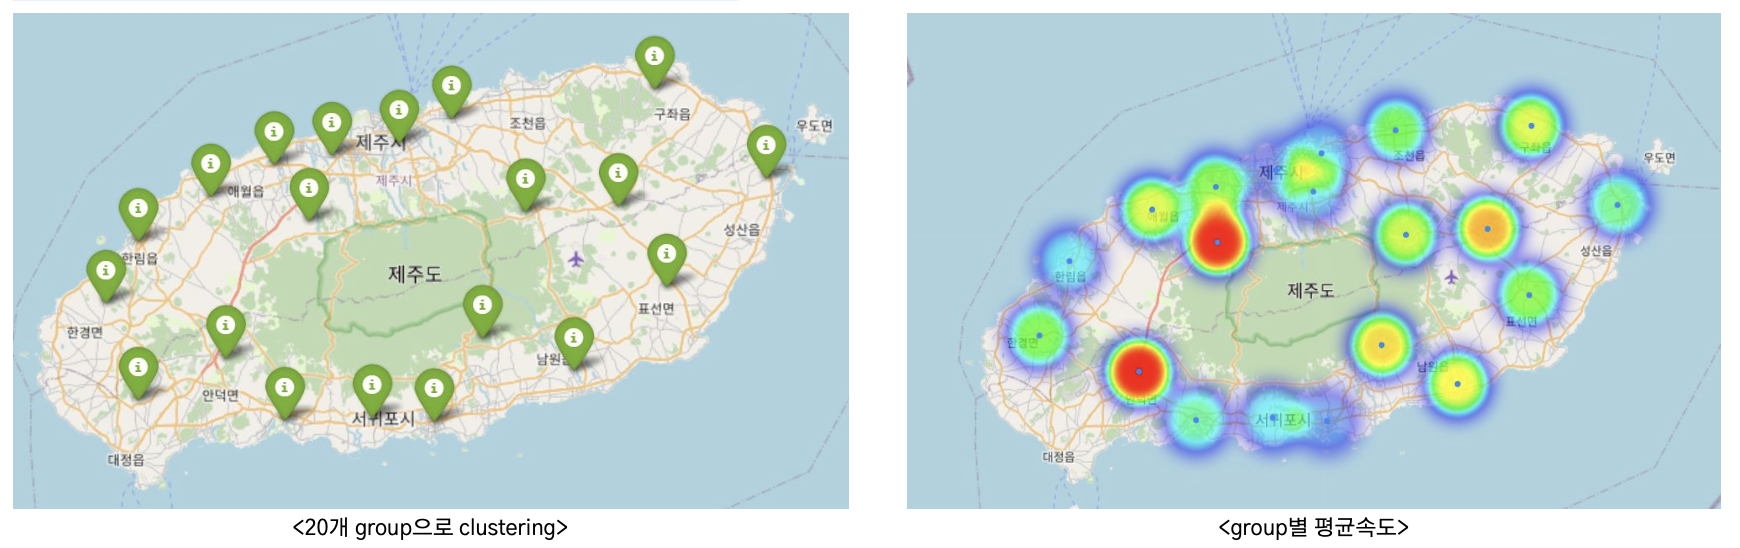 구좌읍
우도면
조천읍
제주시
제주시
애월읍
성산읍
한림읍
제주도
표선면
한경면
남원읍
안덕면
서귀포시
대정읍
<20개 group으로 clustering>
조천읍
구좌읍
우도면
제주시
제주시
애월읍
성산읍
한림읍
제주도
표선면
한경면
남원읍
안덕면
서귀포시
대정읍
<group별 평균속도>